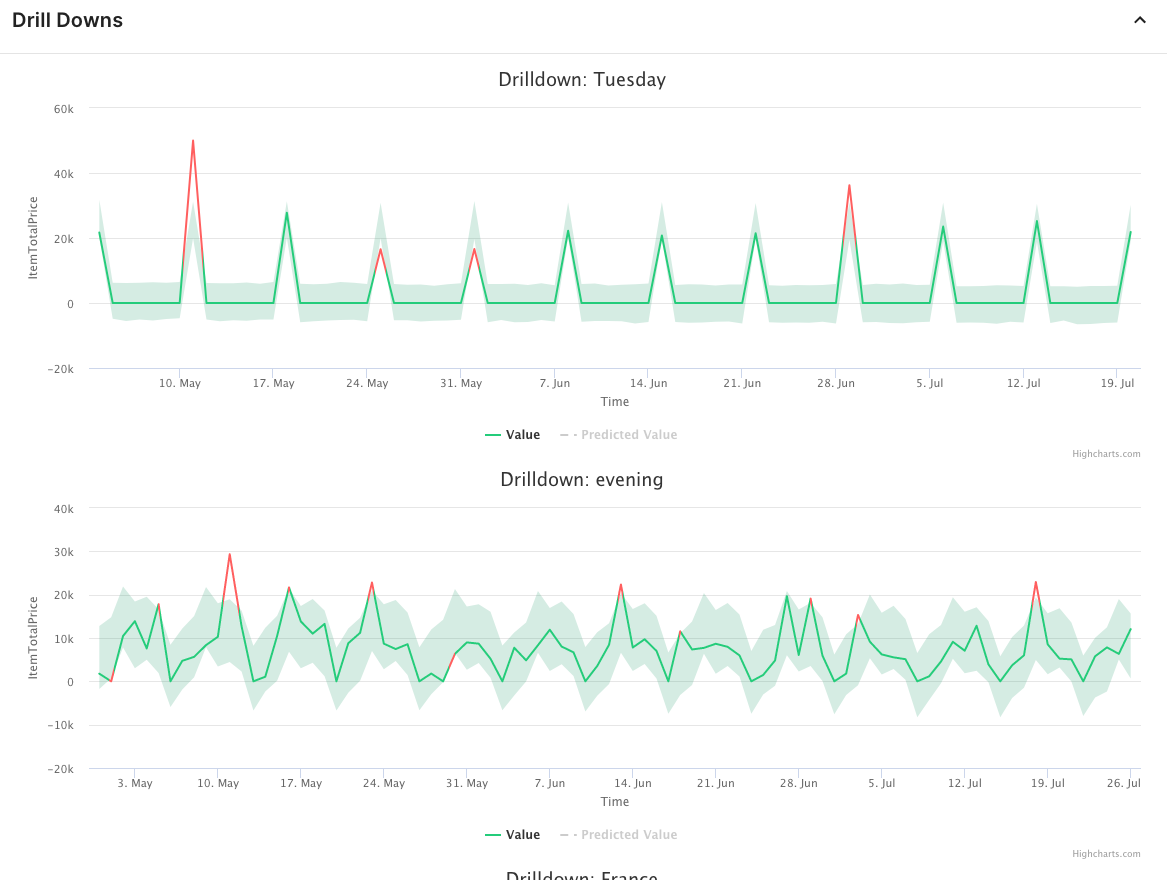 Drill Downs
Drilldown: Tuesday
60k
40k
20k
0
−20k
ItemTotalPrice
10. May 17. May 24. May 31. May 7. Jun 14. Jun 21. Jun 28. Jun 5. Jul 12. Jul 19. Jul
Time
Value Predicted Value
Highcharts.com
Drilldown: evening
40k
30k
20k
10k
0
−10k
−20k
ItemTotalPrice
3. May 10. May 17. May 24. May 31. May 7. Jun 14. Jun 21. Jun 28. Jun 5. Jul 12. Jul 19. Jul 26. Jul
Time
Value Predicted Value
Highcharts.com
Drilldown: France